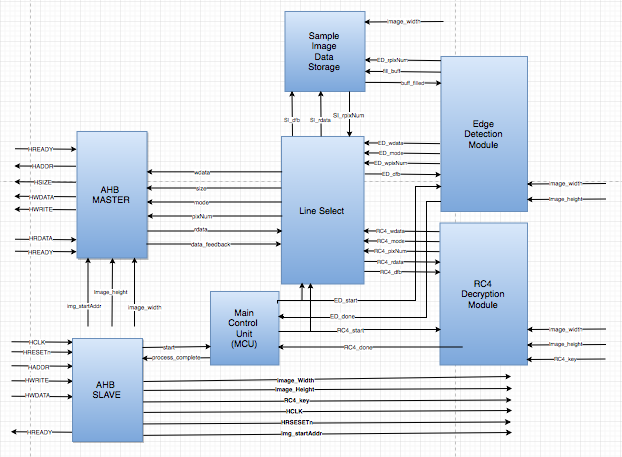 image_width
Sample
Image
Data
Storage
ED_rpixNum
fill_buff
buff_filled
SI_dfb
SI_rdata
SI_rpixNum
Edge
Detection
Module
ED_wdata
ED_mode
ED_wpixNum
ED_dfb
image_width
image_height
HREADY
HADDR
HSIZE
HWDATA
HWRITE
HRDATA
HREADY
AHB
MASTER
wdata
size
mode
pixNum
rdata
data_feedback
Line Select
RC4_wdata
RC4_mode
RC4_pixNum
RC4_rdata
RC4_dfb
RC4
Decryption
Module
img_startAddr
image_height
image_width
Main
Control
Unit
(MCU)
ED_start
ED_done
RC4_start
RC4_done
image_width
image_height
RC4_key
HCLK
HRESETn
HADDR
HWRITE
HWDATA
HREADY
AHB
SLAVE
start
process_complete
Image_Width
Image_Height
RC4_key
HCLK
HRSESETn
img_startAddr